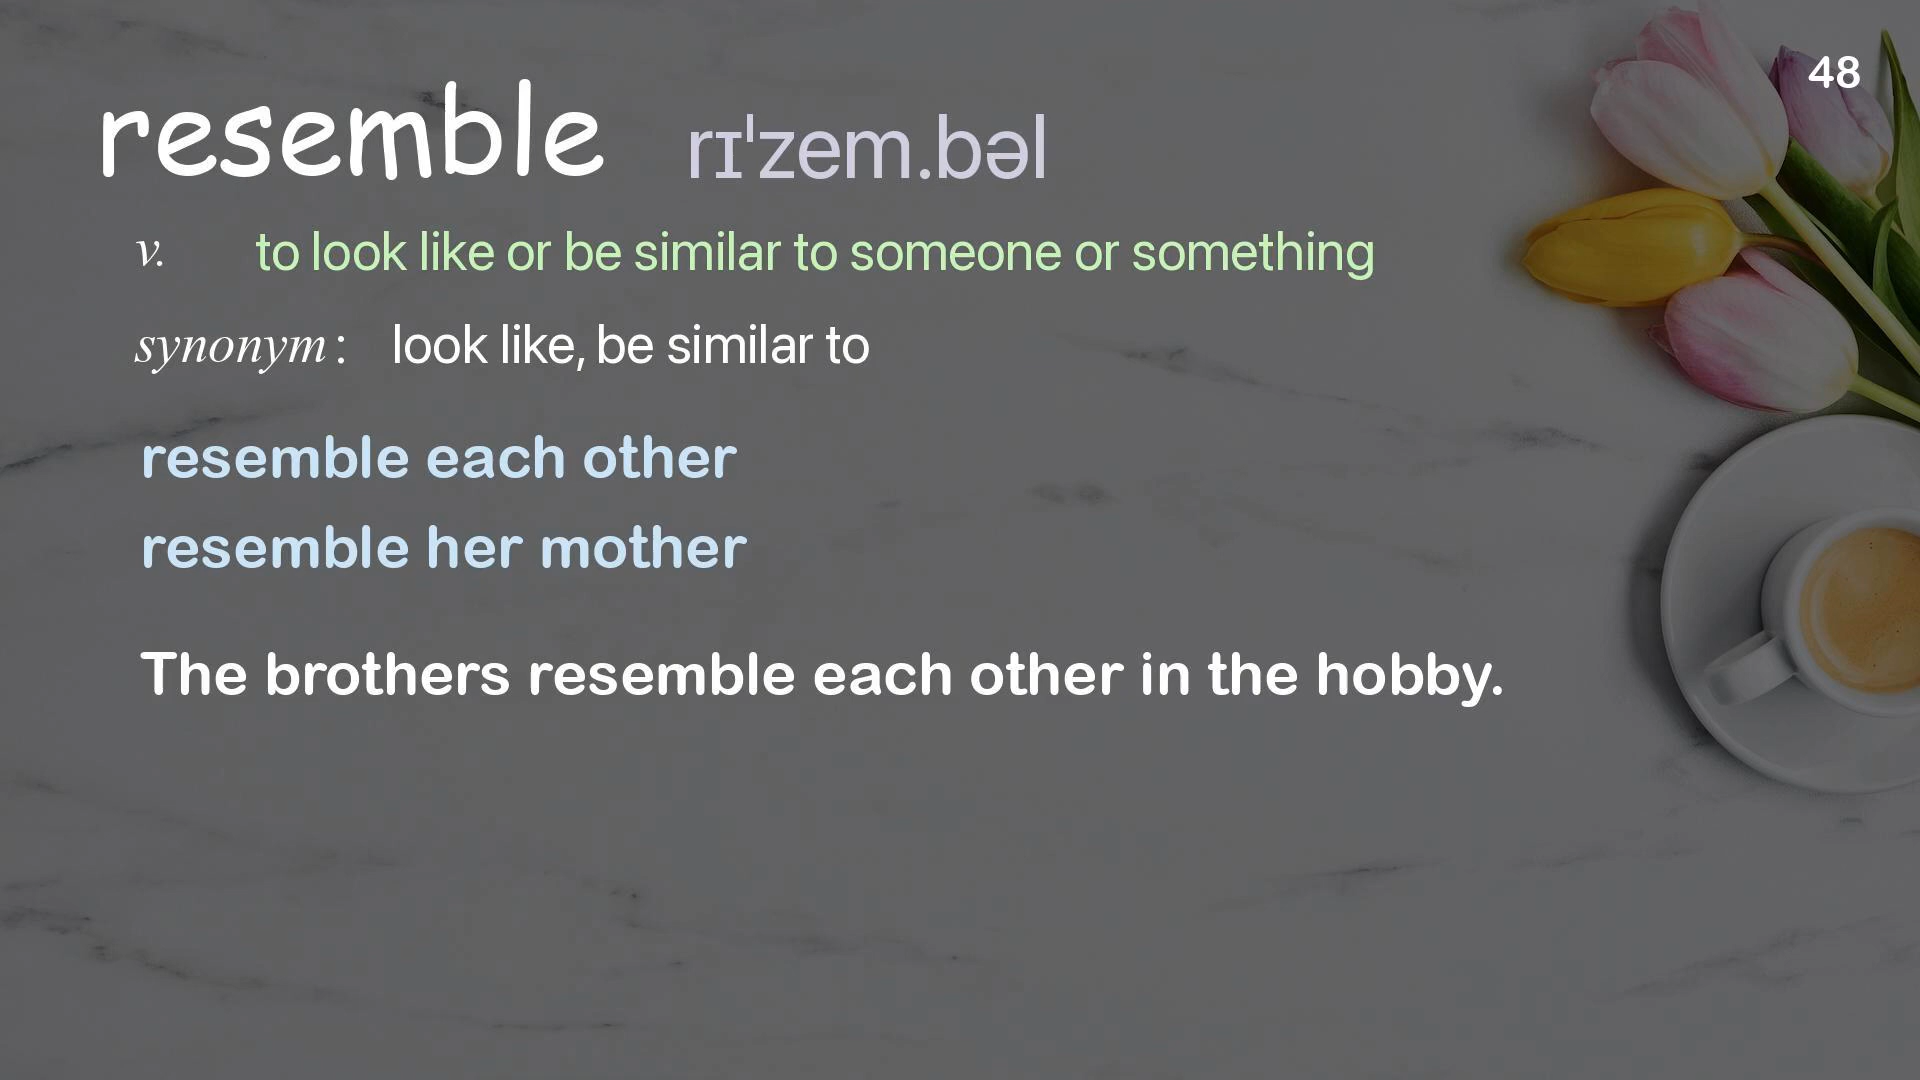 48
resemble rɪˈzem.bəl
v. to look like or be similar to someone or something
synonym: look like, be similar to
resemble each other
resemble her mother
The brothers resemble each other in the hobby.